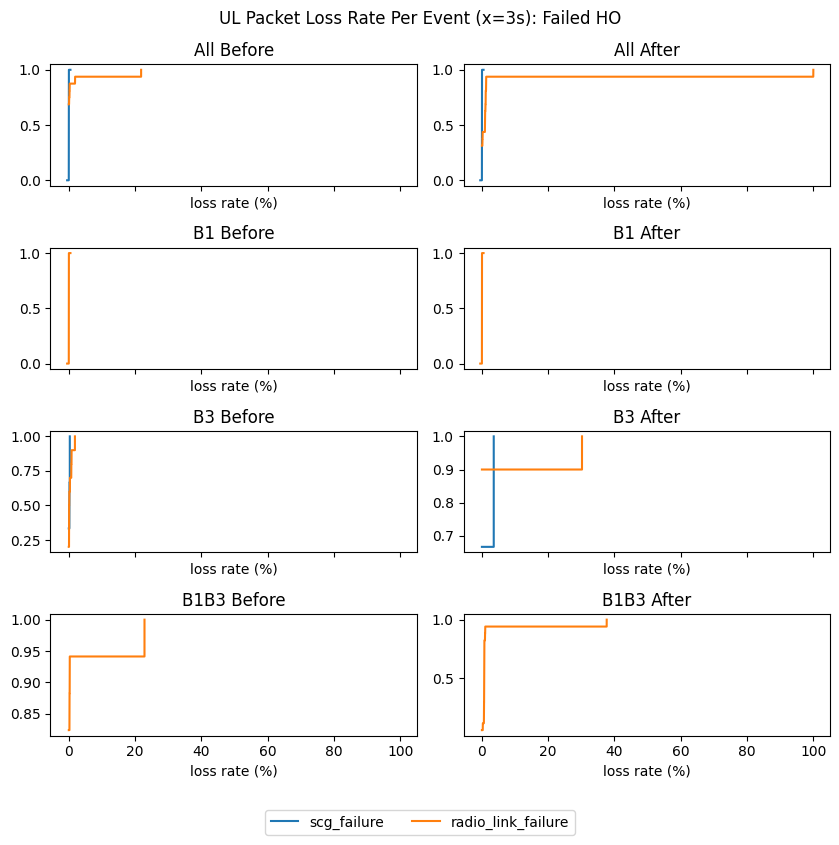 UL Packet Loss Rate Per Event (x=3s): Failed HO
All Before
All After
1.0
0.5
0.0
loss rate (%)
1.0
0.5
0.0
loss rate (%)
B1 Before
B1 After
1.0
0.5
0.0
loss rate (%)
1.0
0.5
0.0
loss rate (%)
B3 Before
B3 After
1.00
0.75
0.50
0.25
loss rate (%)
1.0
0.9
0.8
0.7
loss rate (%)
B1B3 Before
B1B3 After
1.00
0.95
0.90
0.85
0 20 40 60 80 100
loss rate (%)
1.0
0.5
0 20 40 60 80 100
loss rate (%)
scg_failure radio_link_failure